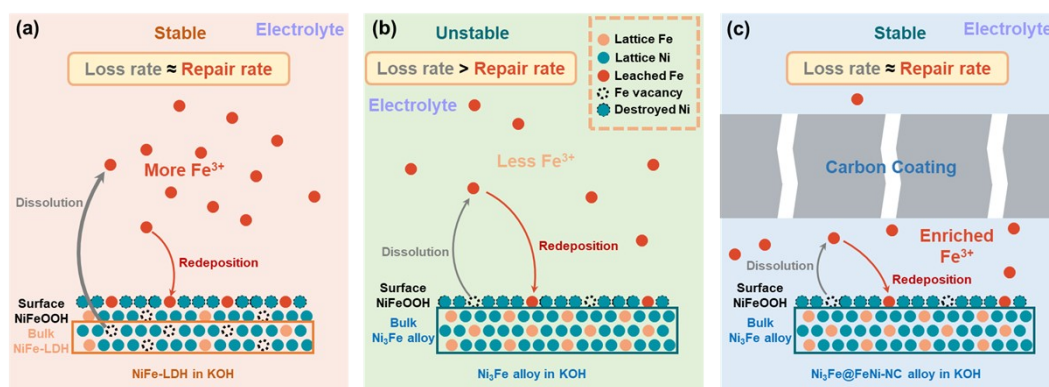 (a)
Stable
Electrolyte
Loss rate ≈ Repair rate
More Fe³⁺
Dissolution
Redeposition
Surface
NiFeOOH
Bulk
NiFe-LDH
NiFe-LDH in KOH
(b)
Unstable
Loss rate > Repair rate
Electrolyte
Lattice Fe
Lattice Ni
Leached Fe
Fe vacancy
Destroyed Ni
Less Fe³⁺
Dissolution
Redeposition
Surface
NiFeOOH
Bulk
Ni₃Fe alloy
Ni₃Fe alloy in KOH
(c)
Stable
Electrolyte
Loss rate ≈ Repair rate
Carbon Coating
Enriched
Fe³⁺
Dissolution
Redeposition
Surface
NiFeOOH
Bulk
Ni₃Fe alloy
Ni₃Fe@FeNi-NC alloy in KOH